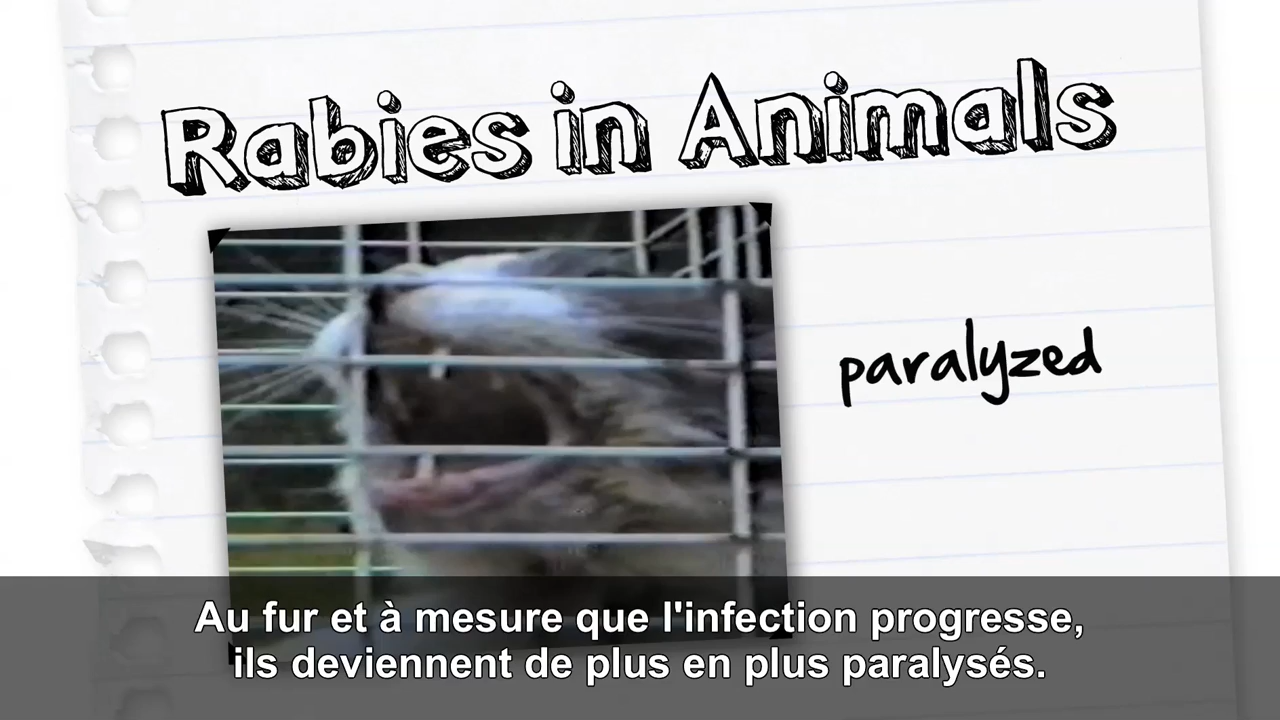 Rabies in Animals
paralyzed
Au fur et à mesure que l'infection progresse,
ils deviennent de plus en plus paralysés.